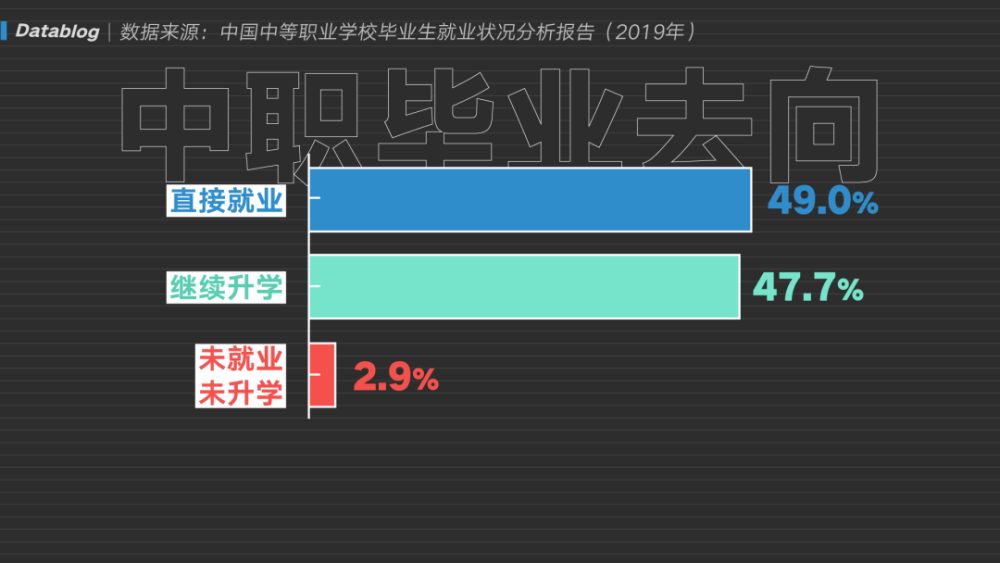 Datablog | 数据来源：中国中等职业学校毕业生就业状况分析报告（2019年）
中职毕业去向
直接就业 49.0%
继续升学 47.7%
未就业
未升学 2.9%